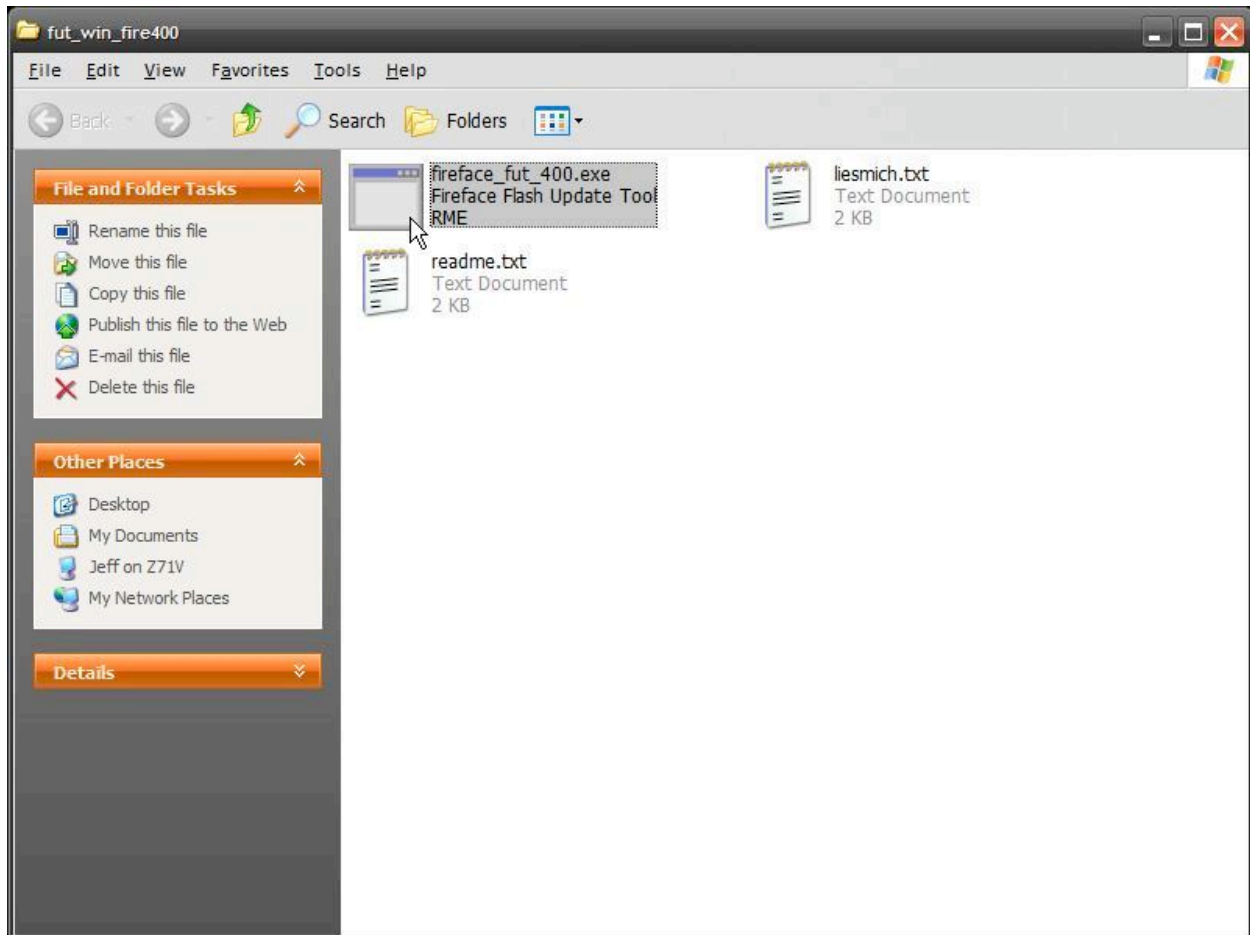 fut_win_fire400
File Edit View Favorites Tools Help
Back Search Folders
File and Folder Tasks
Rename this file
Move this file
Copy this file
Publish this file to the Web
E-mail this file
Delete this file
Other Places
Desktop
My Documents
Jeff on Z71V
My Network Places
Details
fireface_fut_400.exe
Fireface Flash Update Tool
RME
liesmich.txt
Text Document
2 KB
readme.txt
Text Document
2 KB